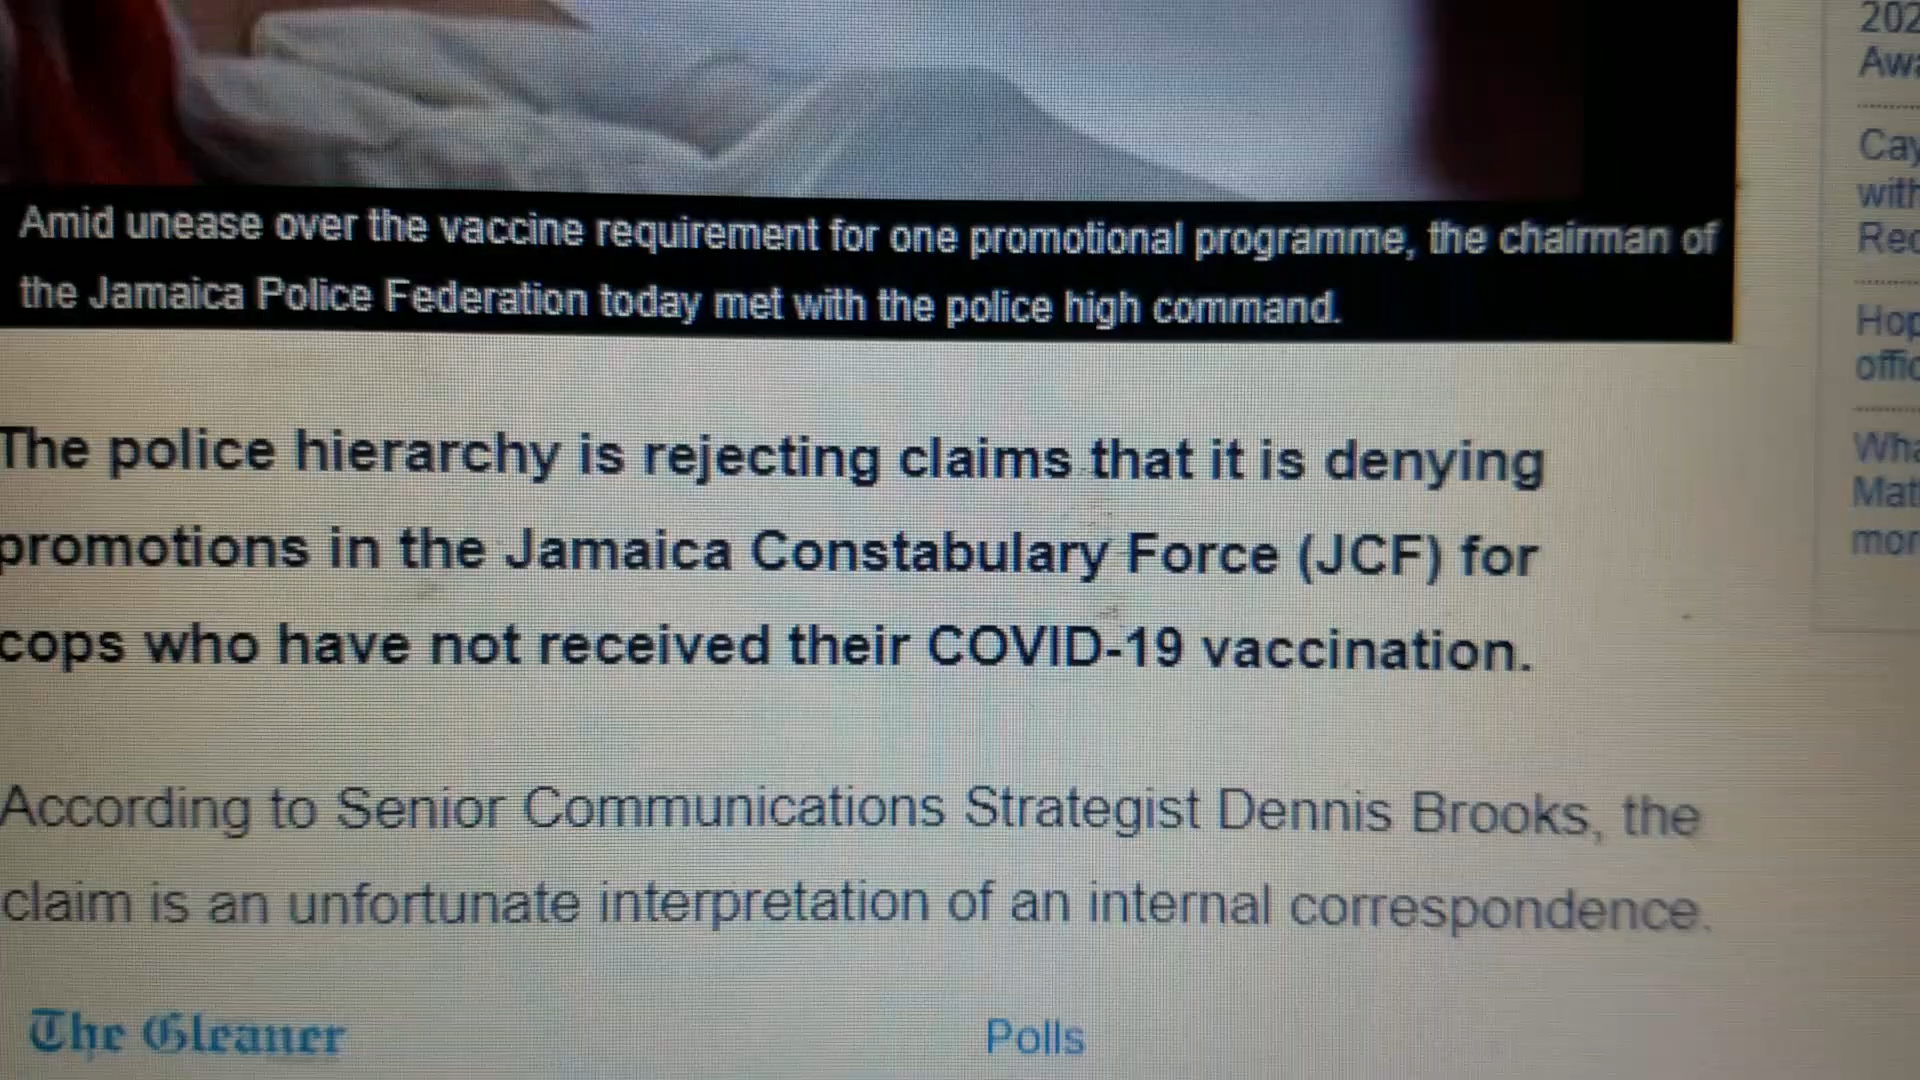 Amid unease over the vaccine requirement for one promotional programme, the chairman of
the Jamaica Police Federation today met with the police high command.
The police hierarchy is rejecting claims that it is denying
promotions in the Jamaica Constabulary Force (JCF) for
cops who have not received their COVID-19 vaccination.
According to Senior Communications Strategist Dennis Brooks, the
claim is an unfortunate interpretation of an internal correspondence.
The Gleaner
Polls
with